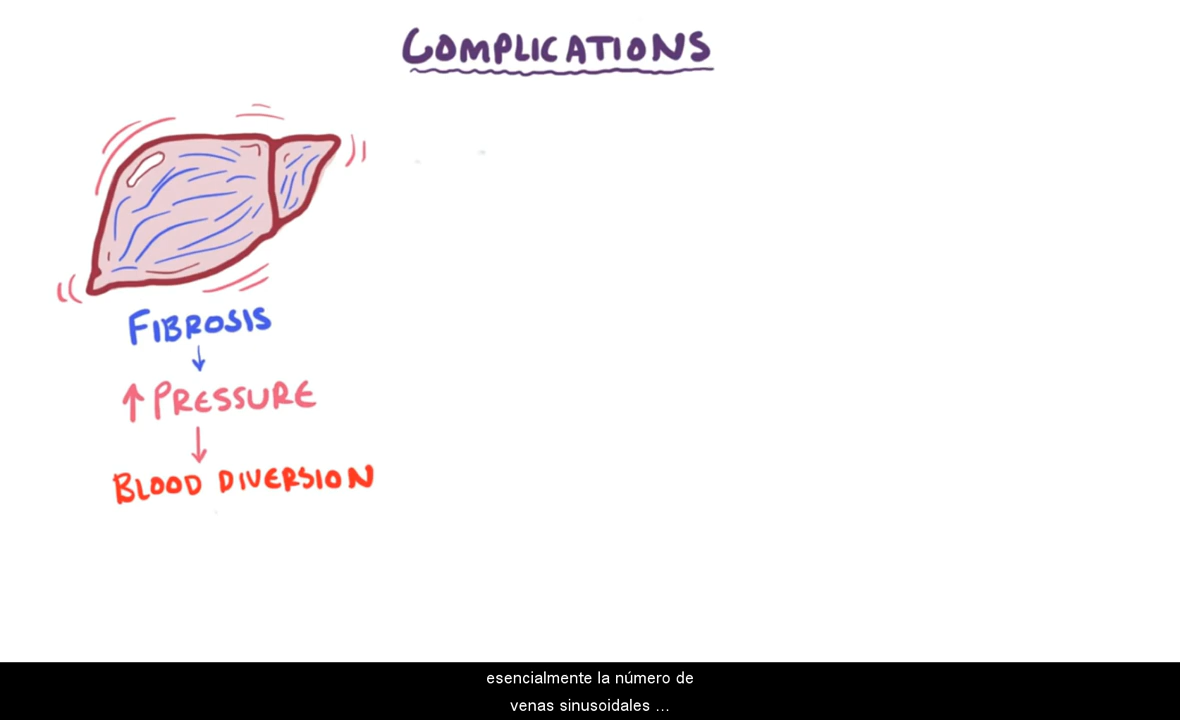 COMPLICATIONS
FIBROSIS
↓
↑ PRESSURE
↓
BLOOD DIVERSION
esencialmente la número de
venas sinusoidales ...